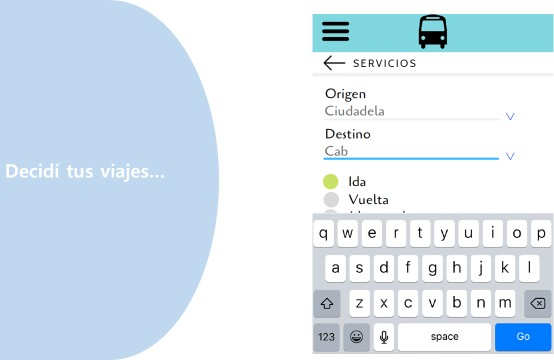 Decidí tus viajes...
SERVICIOS
Origen
Ciudadela
Destino
Cab
Ida
Vuelta
q w e r t y u i o p
a s d f g h j k l
z x c v b n m
123 space Go